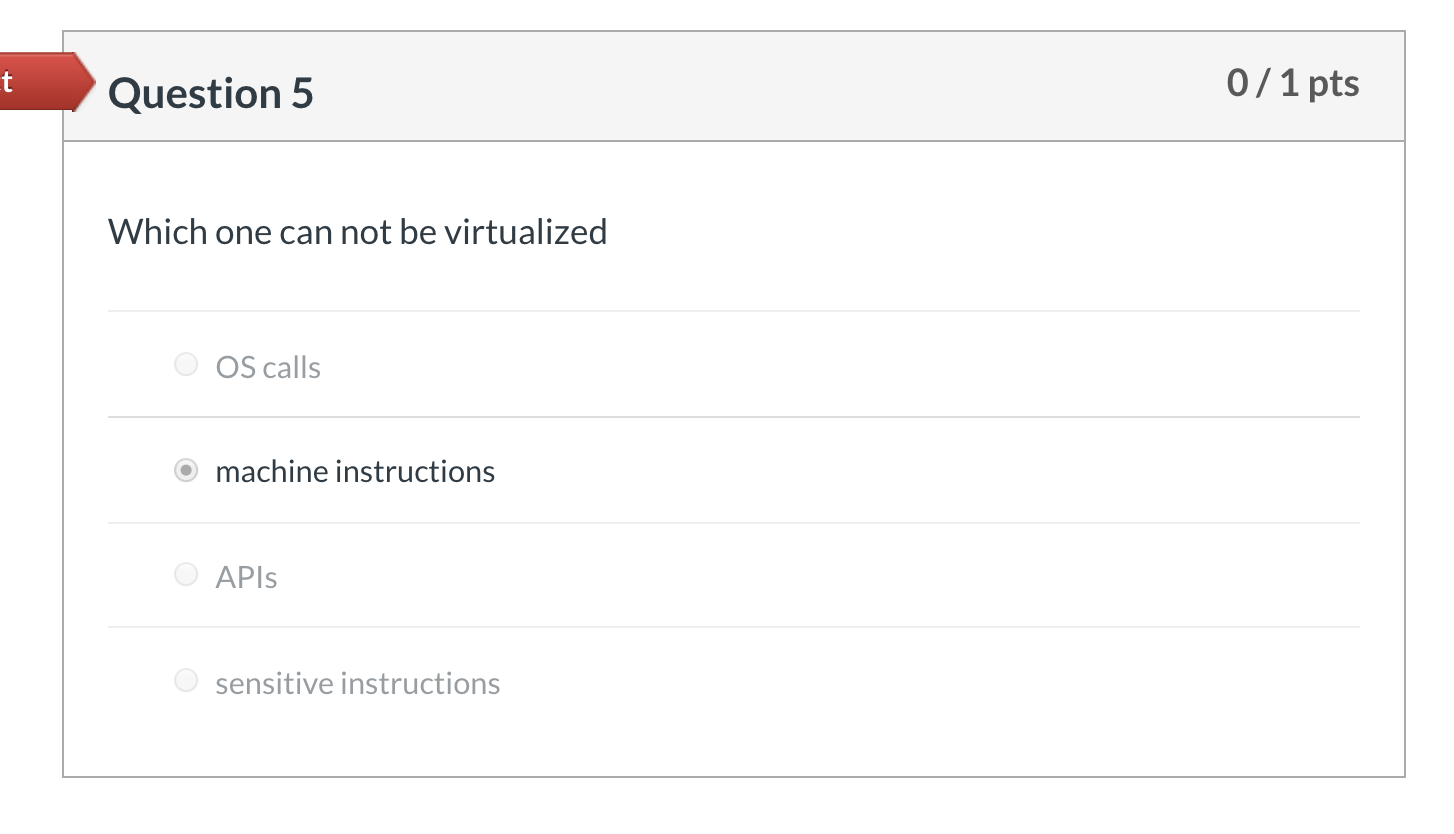 t
Question 5
0 / 1 pts
Which one can not be virtualized
OS calls
machine instructions
APIs
sensitive instructions